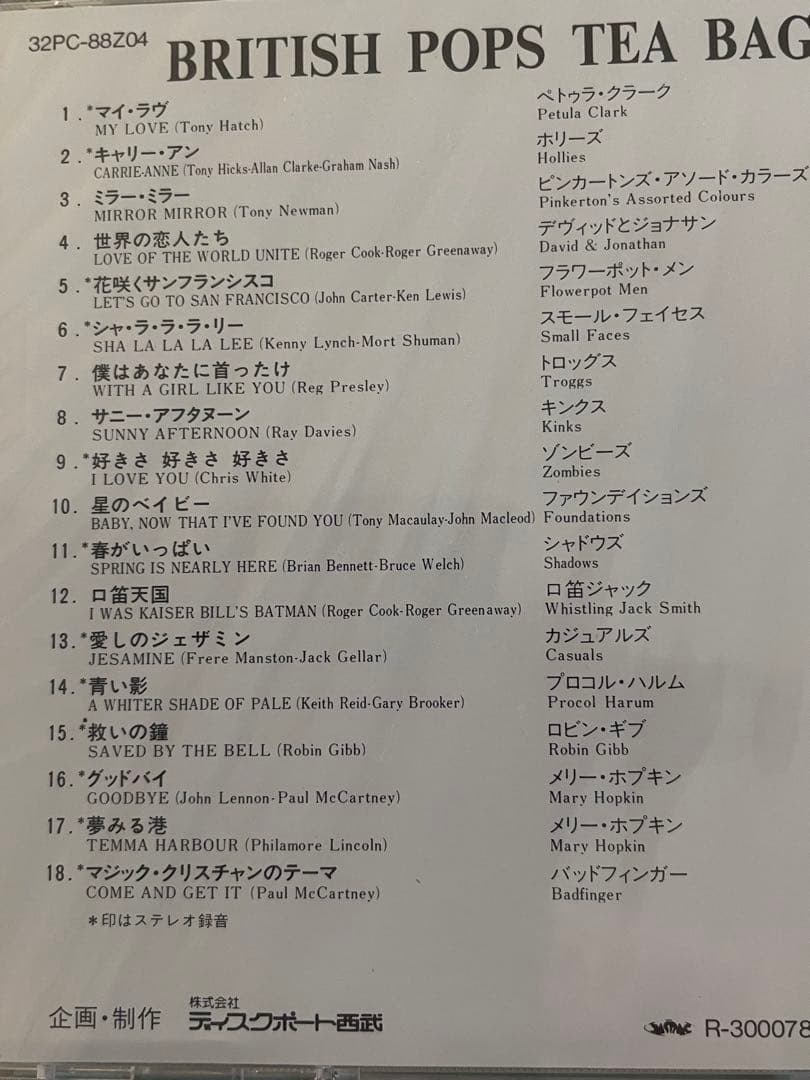 32PC-88Z04
BRITISH POPS TEA BAG
1. *マイ・ラヴ ペトゥラ・クラーク
MY LOVE (Tony Hatch) Petula Clark
2. *キャリー・アン ホリーズ
CARRIE-ANNE (Tony Hicks-Allan Clarke-Graham Nash) Hollies
3. ミラー・ミラー ピンカートンズ・アソード・カラーズ
MIRROR MIRROR (Tony Newman) Pinkerton's Assorted Colours
4. 世界の恋人たち デヴィッドとジョナサン
LOVE OF THE WORLD UNITE (Roger Cook-Roger Greenaway) David & Jonathan
5. *花咲くサンフランシスコ フラワーポット・メン
LET'S GO TO SAN FRANCISCO (John Carter-Ken Lewis) Flowerpot Men
6. *シャ・ラ・ラ・ラ・リー スモール・フェイセス
SHA LA LA LA LEE (Kenny Lynch-Mort Shuman) Small Faces
7. 僕はあなたに首ったけ トロッグス
WITH A GIRL LIKE YOU (Reg Presley) Troggs
8. サニー・アフタヌーン キンクス
SUNNY AFTERNOON (Ray Davies) Kinks
9. *好きさ 好きさ 好きさ ゾンビーズ
I LOVE YOU (Chris White) Zombies
10. 星のベイビー ファウンデイションズ
BABY, NOW THAT I'VE FOUND YOU (Tony Macaulay-John Macleod) Foundations
11. *春がいっぱい シャドウズ
SPRING IS NEARLY HERE (Brian Bennett-Bruce Welch) Shadows
12. 口笛天国 口笛ジャック
I WAS KAISER BILL'S BATMAN (Roger Cook-Roger Greenaway) Whistling Jack Smith
13. *愛しのジェザミン カジュアルズ
JESAMINE (Frere Manston-Jack Gellar) Casuals
14. *青い影 プロコル・ハルム
A WHITER SHADE OF PALE (Keith Reid-Gary Brooker) Procol Harum
15. *救いの鐘 ロビン・ギブ
SAVED BY THE BELL (Robin Gibb) Robin Gibb
16. *グッドバイ メリー・ホプキン
GOODBYE (John Lennon-Paul McCartney) Mary Hopkin
17. *夢みる港 メリー・ホプキン
TEMMA HARBOUR (Philamore Lincoln) Mary Hopkin
18. *マジック・クリスチャンのテーマ バッドフィンガー
COME AND GET IT (Paul McCartney) Badfinger
*印はステレオ録音
企画・制作 株式会社 ディスクポート西武
R-300078